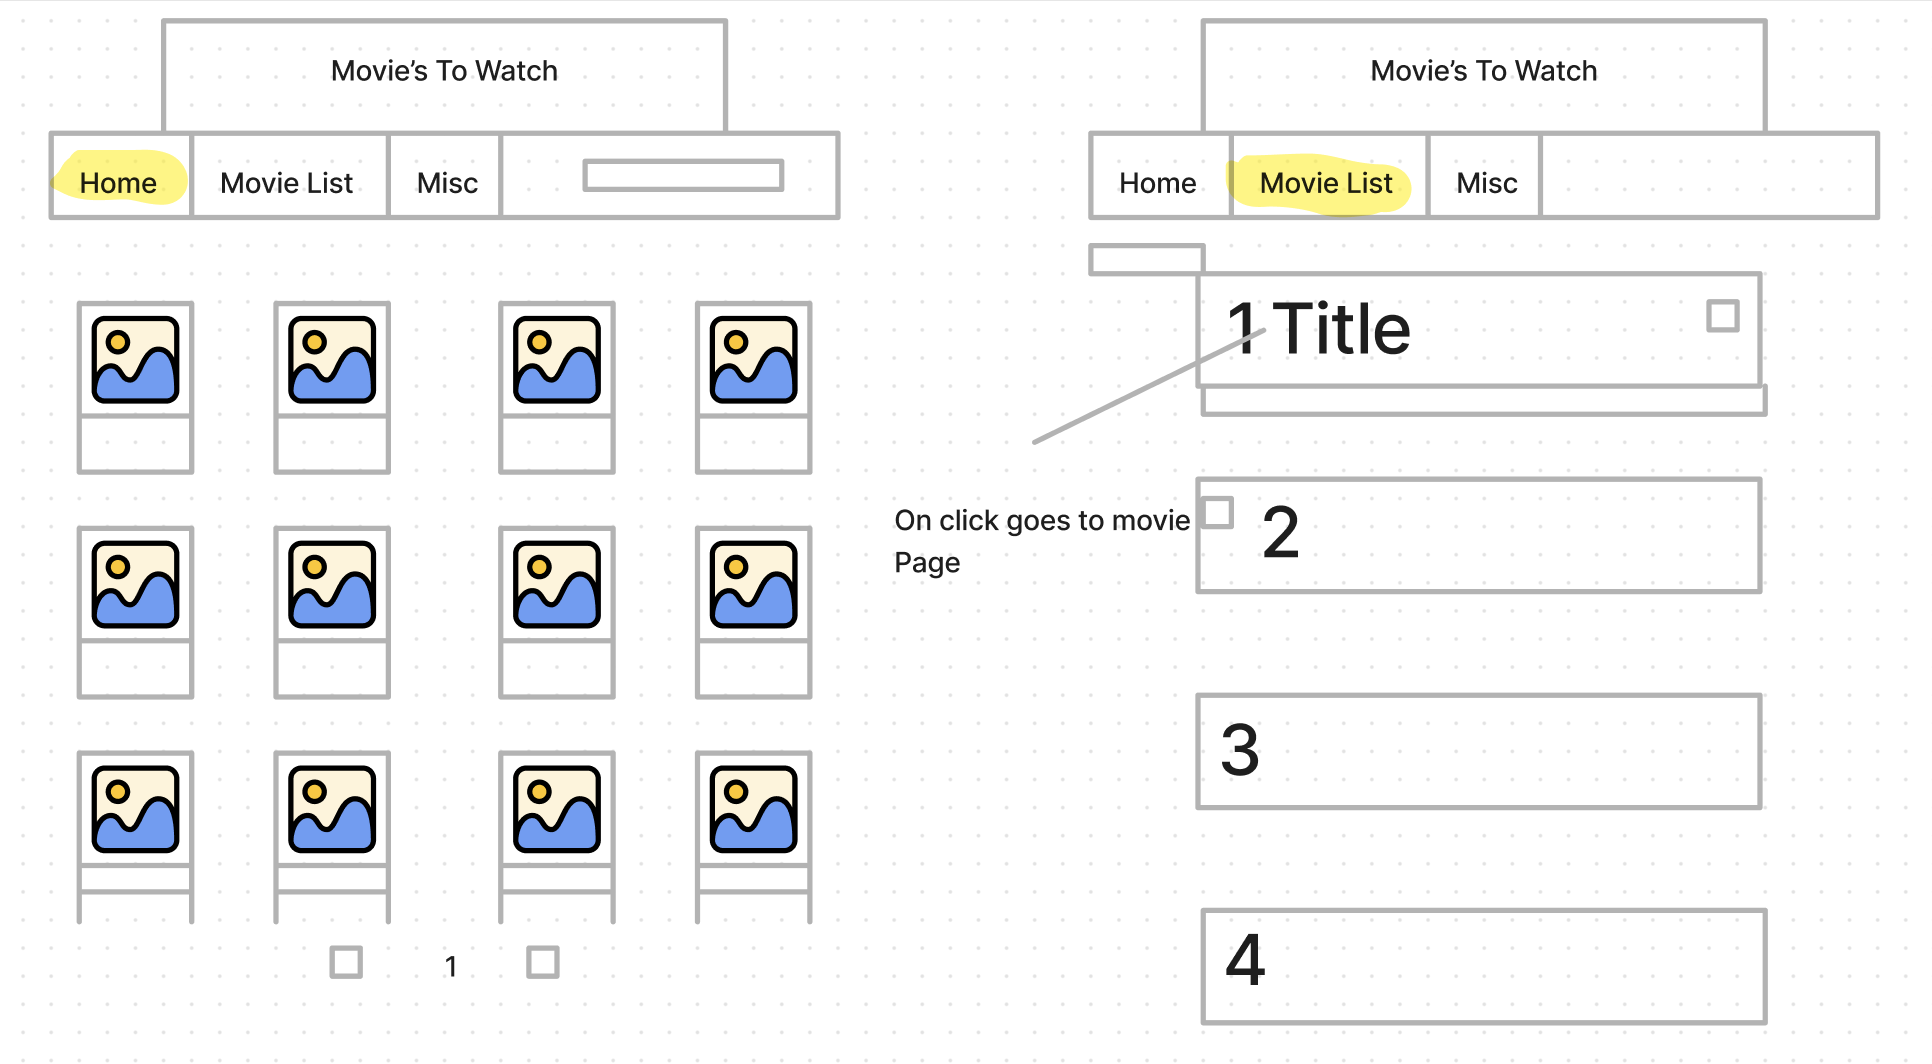 Movie’s To Watch
Home
Movie List
Misc
1
Movie’s To Watch
Home
Movie List
Misc
1 Title
On click goes to movie
Page
2
3
4